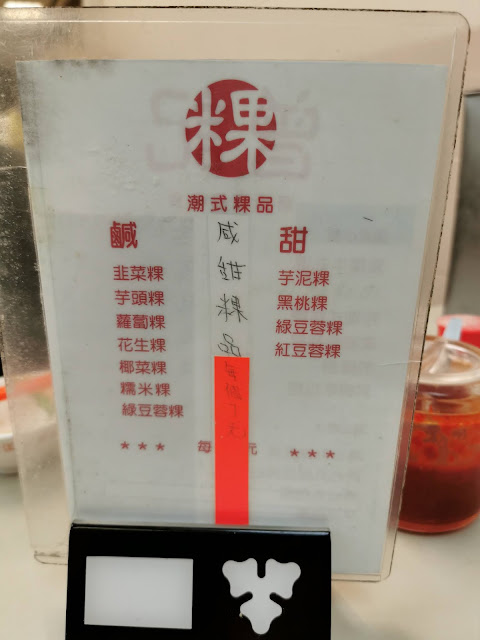 粿
潮式粿品
鹹
韭菜粿
芋頭粿
蘿蔔粿
花生粿
椰菜粿
糯米粿
綠豆蓉粿
甜
芋泥粿
黑桃粿
綠豆蓉粿
紅豆蓉粿
咸甜粿品
*** 每 元 ***